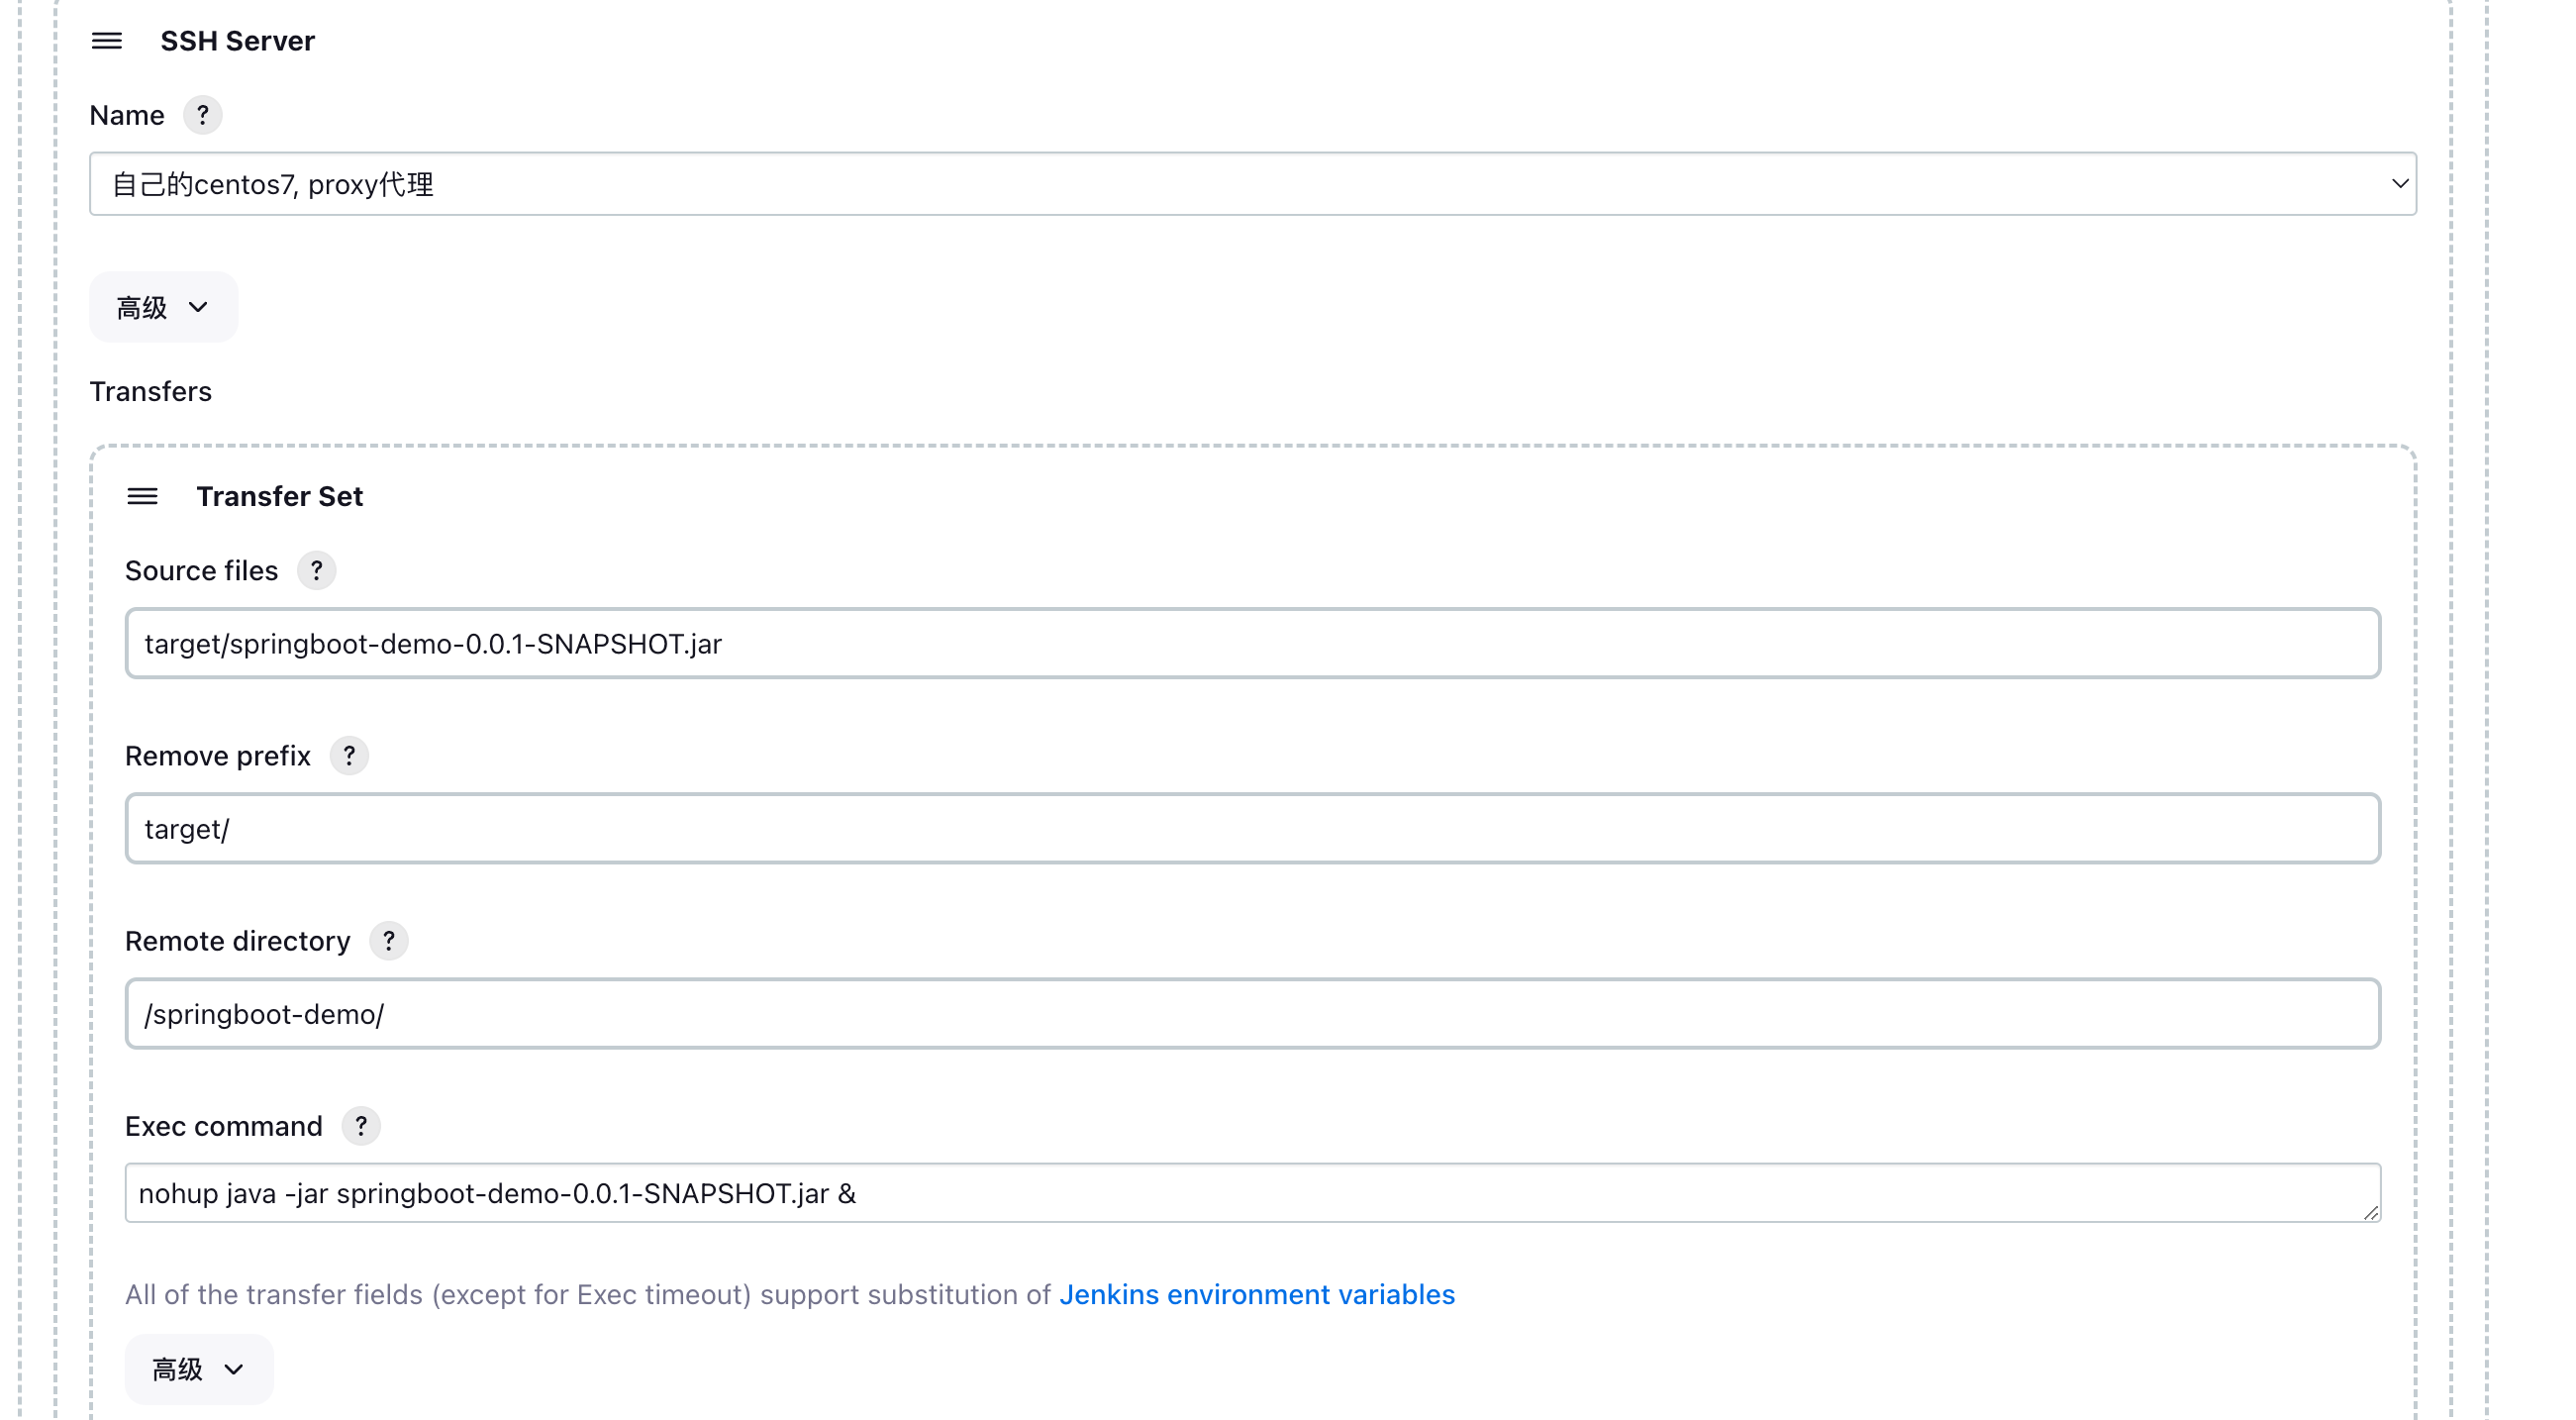 SSH Server
Name ?
自己的centos7, proxy代理
高级
Transfers
Transfer Set
Source files ?
target/springboot-demo-0.0.1-SNAPSHOT.jar
Remove prefix ?
target/
Remote directory ?
/springboot-demo/
Exec command ?
nohup java -jar springboot-demo-0.0.1-SNAPSHOT.jar &
All of the transfer fields (except for Exec timeout) support substitution of Jenkins environment variables
高级